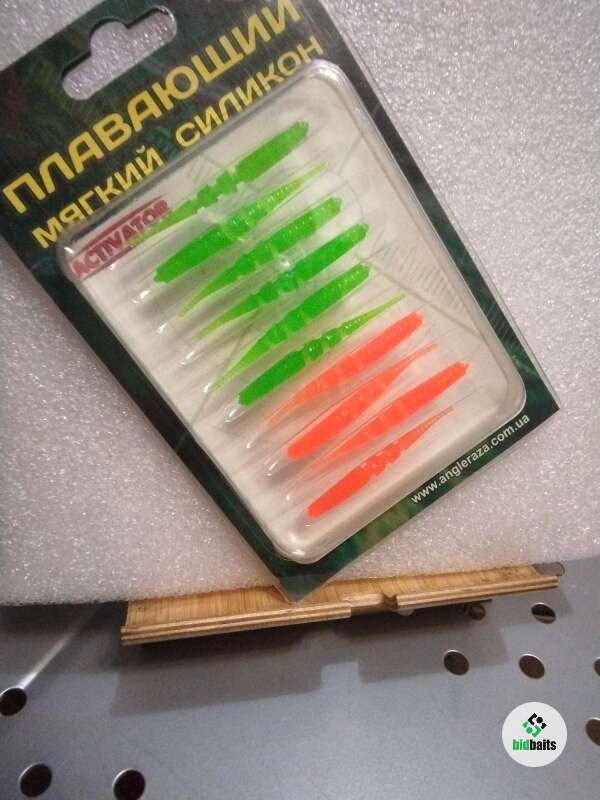 ПЛАВАЮЩИЙ
МЯГКИЙ СИЛИКОН
ACTIVATOR
www.angleraza.com.ua
bidbaits